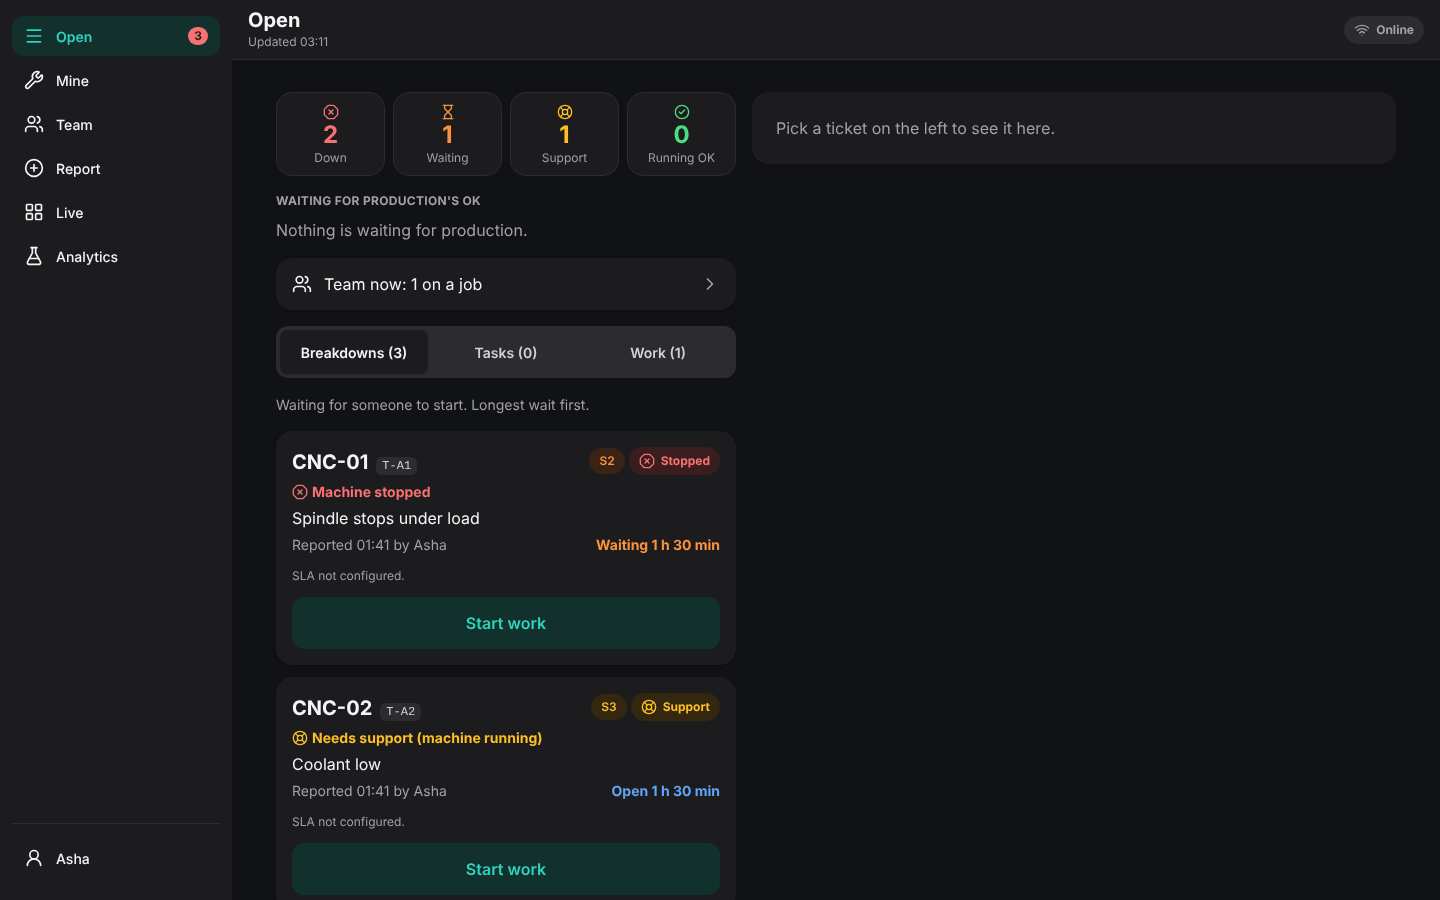 Open
3
Mine
Team
Report
Live
Analytics
Asha
Open
Updated 03:11
Online
2
Down
1
Waiting
1
Support
0
Running OK
WAITING FOR PRODUCTION'S OK
Nothing is waiting for production.
Team now: 1 on a job
Breakdowns (3)
Tasks (0)
Work (1)
Waiting for someone to start. Longest wait first.
CNC-01 T-A1
S2
Stopped
Machine stopped
Spindle stops under load
Reported 01:41 by Asha
Waiting 1 h 30 min
SLA not configured.
Start work
CNC-02 T-A2
S3
Support
Needs support (machine running)
Coolant low
Reported 01:41 by Asha
Open 1 h 30 min
SLA not configured.
Start work
Pick a ticket on the left to see it here.